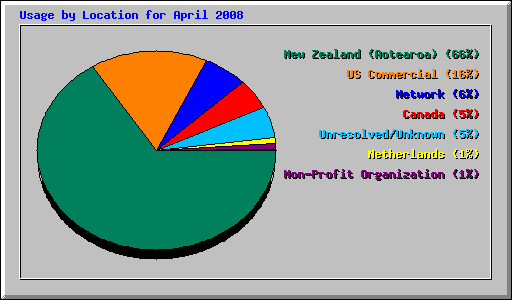 Usage by Location for April 2008
New Zealand (Aotearoa) (66%)
US Commercial (16%)
Network (6%)
Canada (5%)
Unresolved/Unknown (5%)
Netherlands (1%)
Non-Profit Organization (1%)